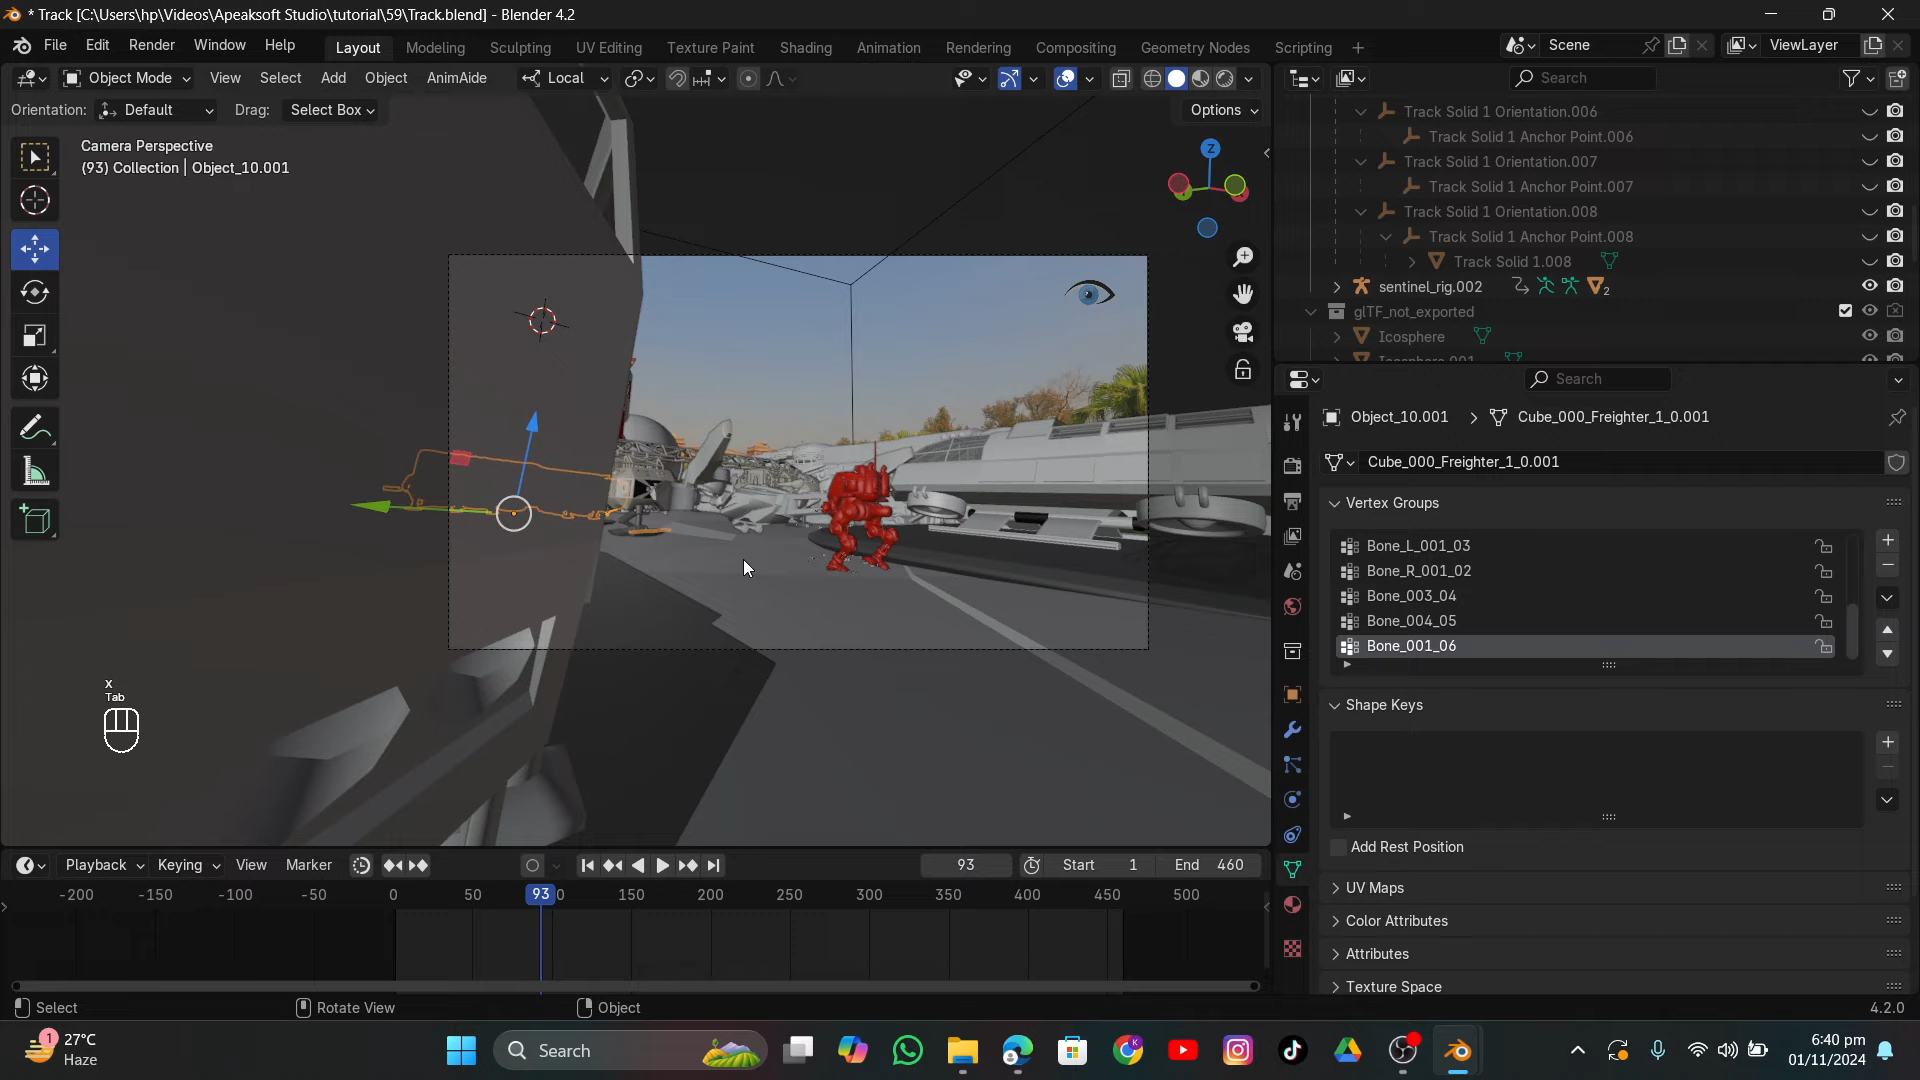 * Track [C:\Users\hp\Videos\Apeaksoft Studio\tutorial\59\Track.blend] - Blender 4.2
File Edit Render Window Help
Layout Modeling Sculpting UV Editing Texture Paint Shading Animation Rendering Compositing Geometry Nodes Scripting +
Scene
ViewLayer
Object Mode View Select Add Object AnimAide
Local
Search
Orientation: Default Drag: Select Box
Options
Camera Perspective
(93) Collection | Object_10.001
Z
Track Solid 1 Orientation.006
Track Solid 1 Anchor Point.006
Track Solid 1 Orientation.007
Track Solid 1 Anchor Point.007
Track Solid 1 Orientation.008
Track Solid 1 Anchor Point.008
Track Solid 1.008
sentinel_rig.002
2
glTF_not_exported
Icosphere
Icosphere.001
Search
Object_10.001 > Cube_000_Freighter_1_0.001
Cube_000_Freighter_1_0.001
Vertex Groups
Bone_L_001_03
Bone_R_001_02
Bone_003_04
Bone_004_05
Bone_001_06
Shape Keys
Add Rest Position
UV Maps
Color Attributes
Attributes
Texture Space
X
Tab
Playback Keying View Marker
93 Start 1 End 460
-200 -150 -100 -50 0 50 93 0 150 200 250 300 350 400 450 500
Select Rotate View Object
4.2.0
1
27°C
Haze
Search
6:40 pm
01/11/2024